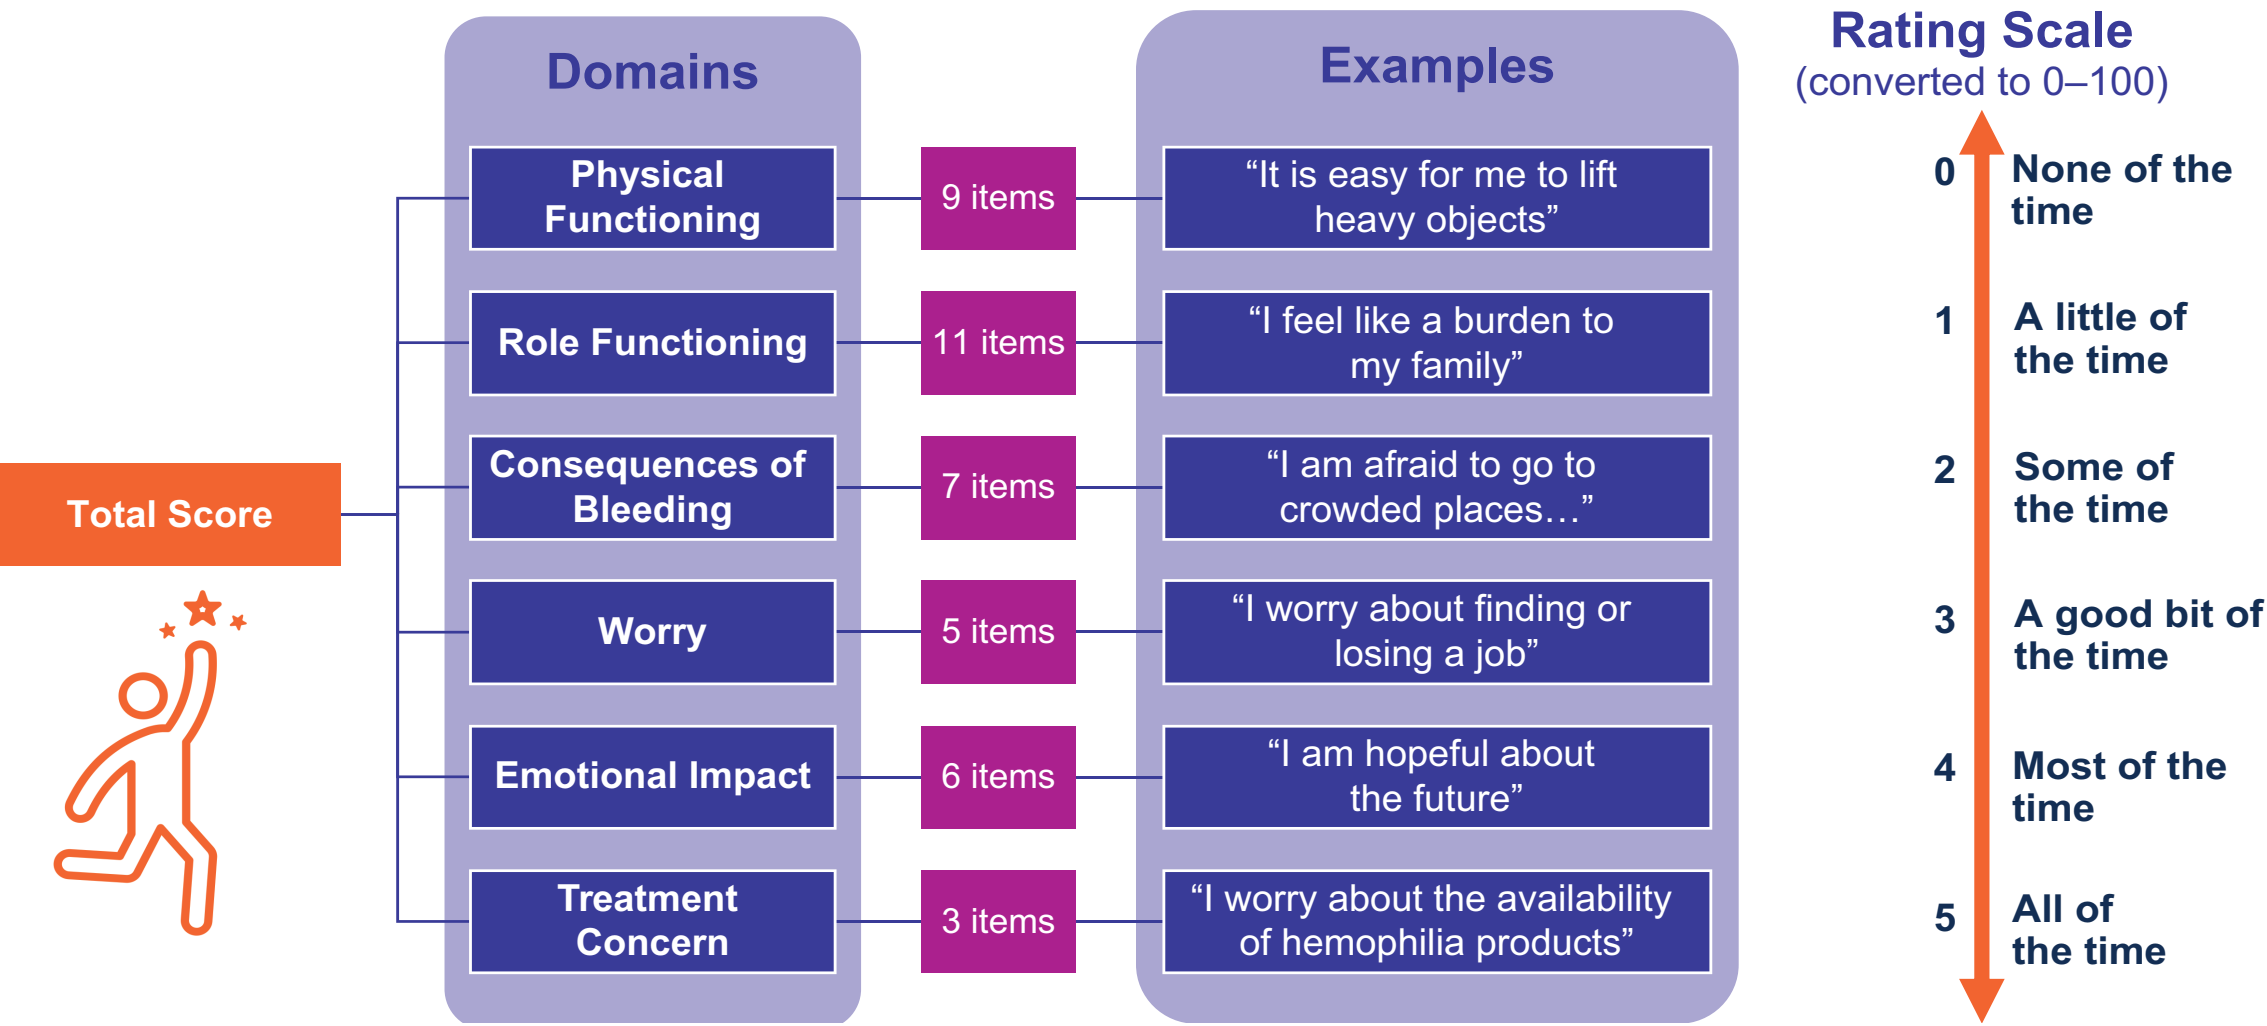 Domains
Examples
Rating Scale
(converted to 0–100)
Total Score
Physical
Functioning
9 items
“It is easy for me to lift
heavy objects”
Role Functioning
11 items
“I feel like a burden to
my family”
Consequences of
Bleeding
7 items
“I am afraid to go to
crowded places…”
Worry
5 items
“I worry about finding or
losing a job”
Emotional Impact
6 items
“I am hopeful about
the future”
Treatment
Concern
3 items
“I worry about the availability
of hemophilia products”
0
None of the
time
1
A little of
the time
2
Some of
the time
3
A good bit of
the time
4
Most of the
time
5
All of
the time